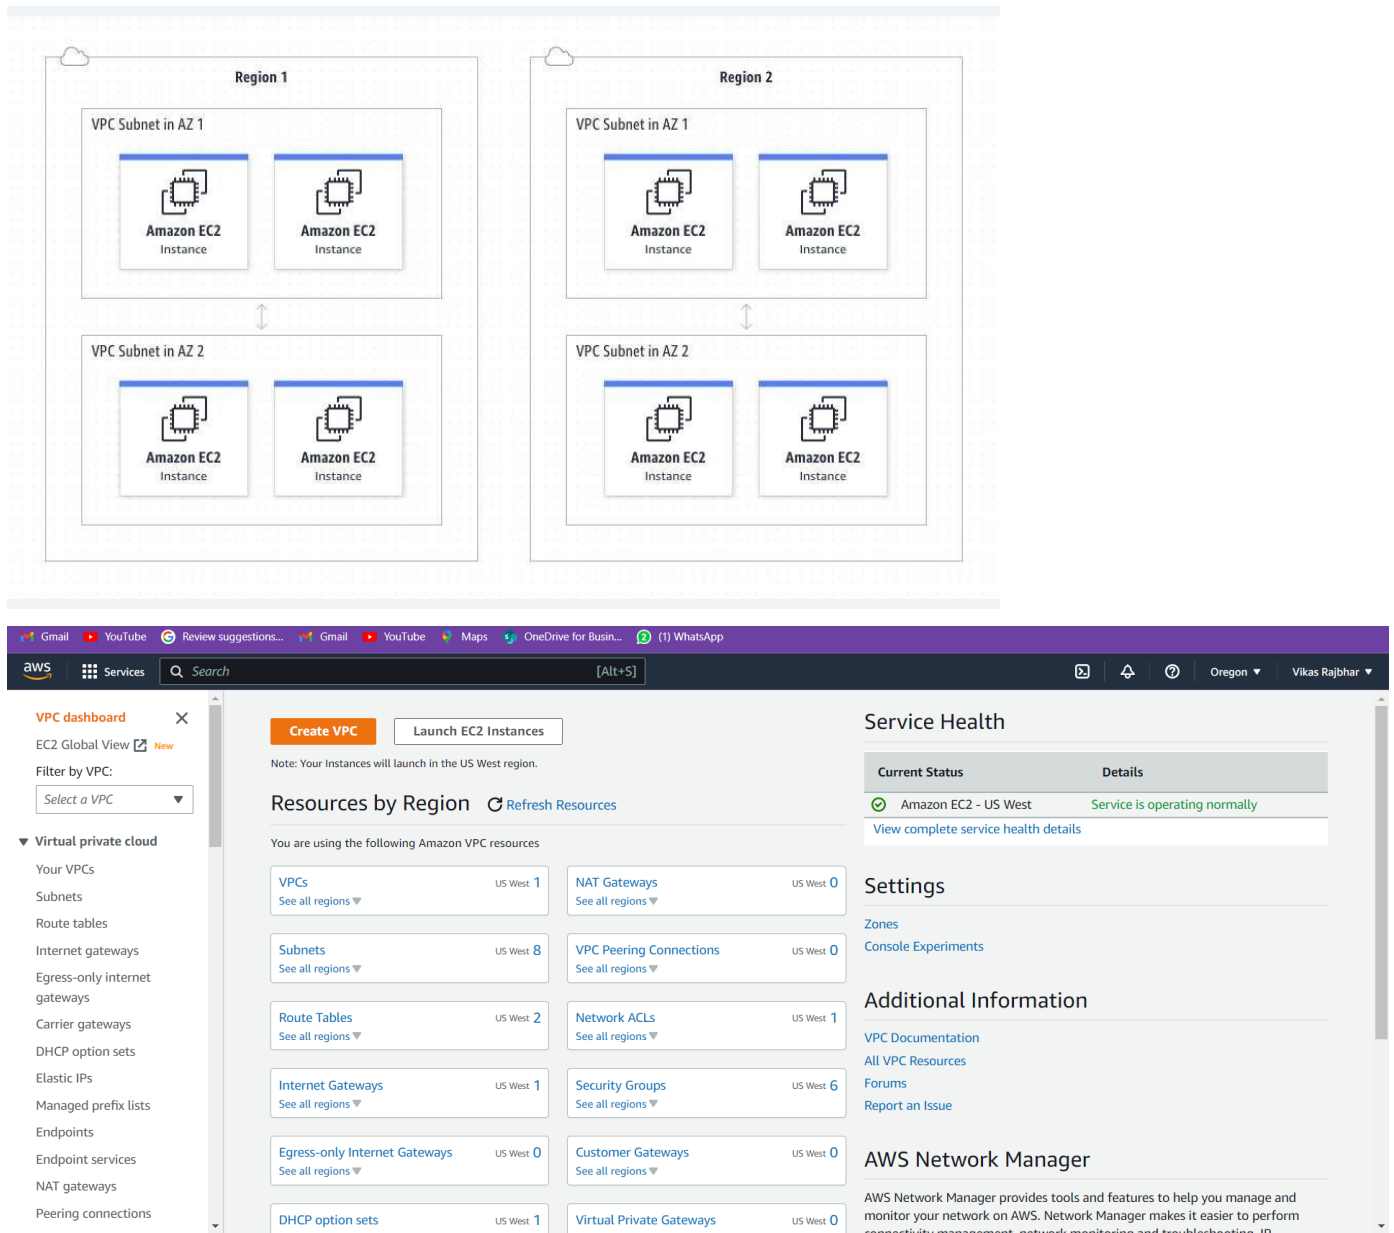 Region 1
Region 2
VPC Subnet in AZ 1
VPC Subnet in AZ 1
Amazon EC2
Instance
Amazon EC2
Instance
Amazon EC2
Instance
Amazon EC2
Instance
VPC Subnet in AZ 2
VPC Subnet in AZ 2
Amazon EC2
Instance
Amazon EC2
Instance
Amazon EC2
Instance
Amazon EC2
Instance
Gmail YouTube Review suggestions... Gmail YouTube Maps OneDrive for Busin... (1) WhatsApp
aws Services Search [Alt+S] Oregon Vikas Rajbhar
VPC dashboard
EC2 Global View New
Filter by VPC:
Select a VPC
Virtual private cloud
Your VPCs
Subnets
Route tables
Internet gateways
Egress-only internet
gateways
Carrier gateways
DHCP option sets
Elastic IPs
Managed prefix lists
Endpoints
Endpoint services
NAT gateways
Peering connections
Create VPC Launch EC2 Instances
Note: Your Instances will launch in the US West region.
Resources by Region Refresh Resources
You are using the following Amazon VPC resources
VPCs US West 1
See all regions
NAT Gateways US West 0
See all regions
Subnets US West 8
See all regions
VPC Peering Connections US West 0
See all regions
Route Tables US West 2
See all regions
Network ACLs US West 1
See all regions
Internet Gateways US West 1
See all regions
Security Groups US West 6
See all regions
Egress-only Internet Gateways US West 0
See all regions
Customer Gateways US West 0
See all regions
DHCP option sets US West 1
Virtual Private Gateways US West 0
Service Health
Current Status Details
Amazon EC2 - US West Service is operating normally
View complete service health details
Settings
Zones
Console Experiments
Additional Information
VPC Documentation
All VPC Resources
Forums
Report an Issue
AWS Network Manager
AWS Network Manager provides tools and features to help you manage and
monitor your network on AWS. Network Manager makes it easier to perform
connectivity management, network monitoring and troubleshooting, IP